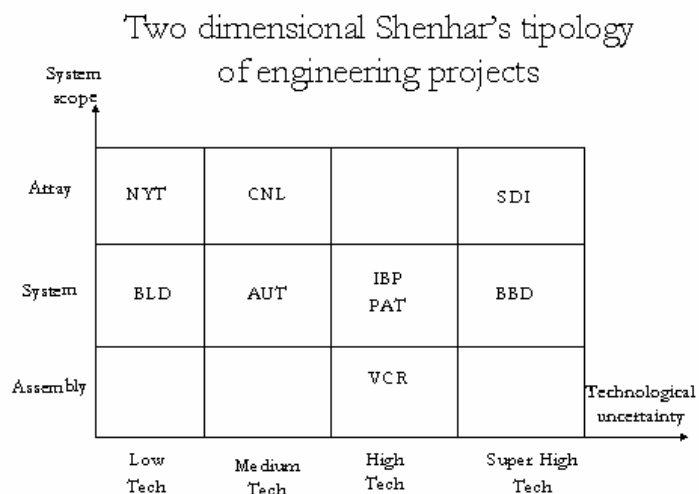 Two dimensional Shenhar's tipology
of engineering projects
System
scope
Array
NYT
CNL
SDI
System
BLD
AUT
IBP
PAT
BBD
Assembly
VCR
Technological
uncertainty
Low
Tech
Medium
Tech
High
Tech
Super High
Tech